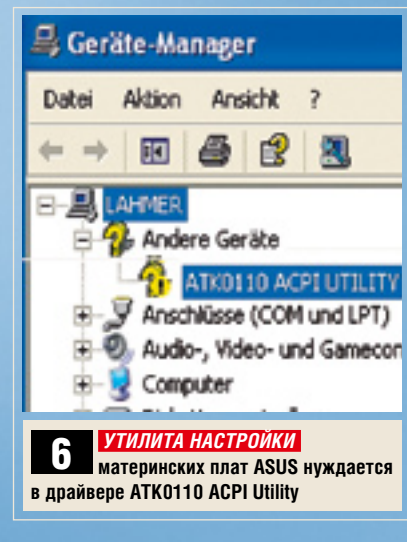 Geräte-Manager
Datei Aktion Ansicht ?
LAHMER
Andere Geräte
ATK0110 ACPI UTILITY
Anschlüsse (COM und LPT)
Audio-, Video- und Gamecon
Computer
6 УТИЛИТА НАСТРОЙКИ
материнских плат ASUS нуждается
в драйвере ATK0110 ACPI Utility